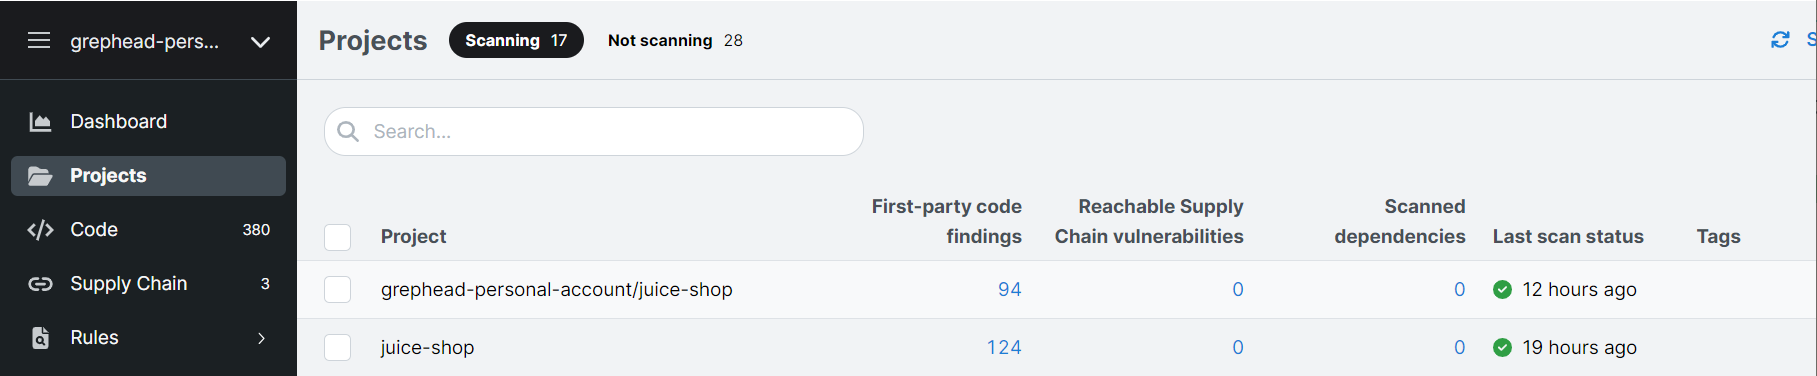 grephead-pers...
Projects
Scanning 17
Not scanning 28
Dashboard
Projects
Code 380
Supply Chain 3
Rules
Search...
Project
First-party code
findings
Reachable Supply
Chain vulnerabilities
Scanned
dependencies
Last scan status
Tags
grephead-personal-account/juice-shop 94 0 0 12 hours ago
juice-shop 124 0 0 19 hours ago